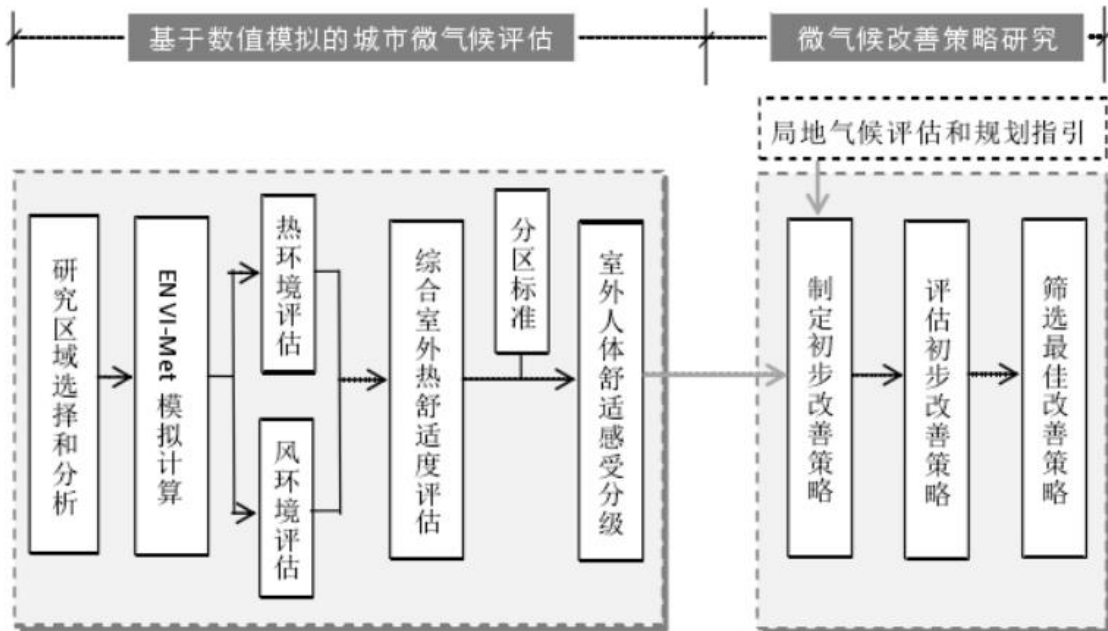 基于数值模拟的城市微气候评估
微气候改善策略研究
局地气候评估和规划指引
研究区域选择和分析
ENVI-Met 模拟计算
热环境评估
风环境评估
综合室外热舒适度评估
分区标准
室外人体舒适感受分级
制定初步改善策略
评估初步改善策略
筛选最佳改善策略